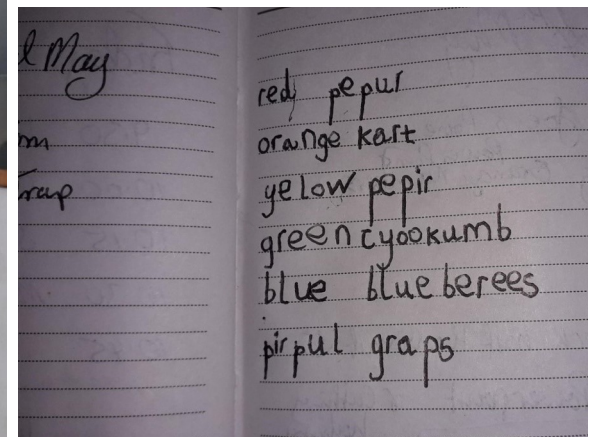 May
red pepur
orange kart
yelow pepir
green cyookumb
blue blueberees
pirpul graps